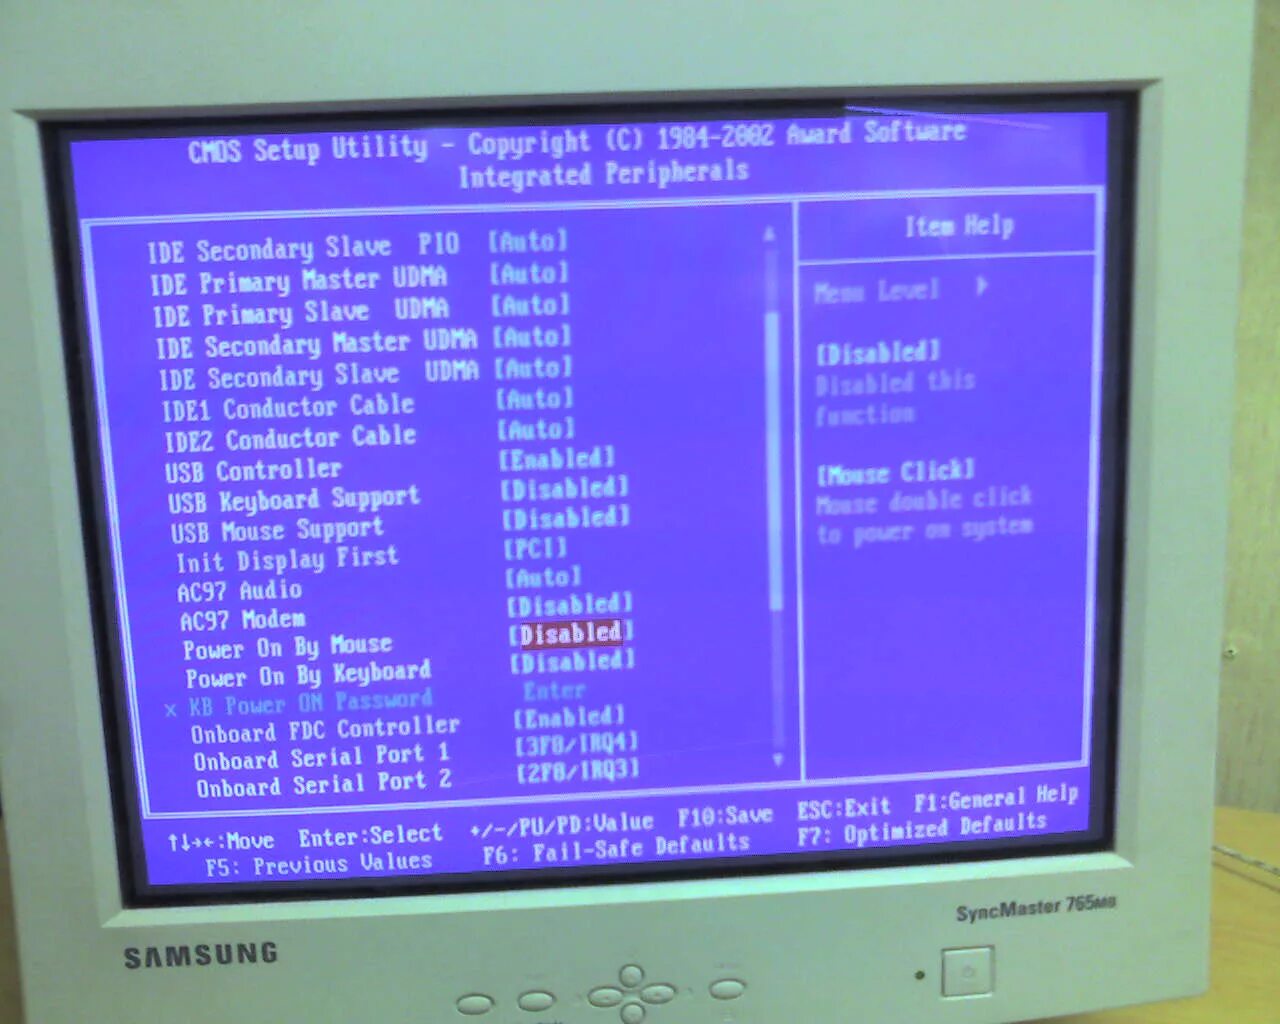 CMOS Setup Utility - Copyright (C) 1984-2002 Award Software
Integrated Peripherals
IDE Secondary Slave PIO [Auto]
IDE Primary Master UDMA [Auto]
IDE Primary Slave UDMA [Auto]
IDE Secondary Master UDMA [Auto]
IDE Secondary Slave UDMA [Auto]
IDE1 Conductor Cable [Auto]
IDE2 Conductor Cable [Auto]
USB Controller [Enabled]
USB Keyboard Support [Disabled]
USB Mouse Support [Disabled]
Init Display First [PCI]
AC97 Audio [Auto]
AC97 Modem [Disabled]
Power On By Mouse [Disabled]
Power On By Keyboard [Disabled]
x KB Power ON Password Enter
Onboard FDC Controller [Enabled]
Onboard Serial Port 1 [3F8/IRQ4]
Onboard Serial Port 2 [2F8/IRQ3]
Item Help
Menu Level
[Disabled]
Disabled this
function
[Mouse Click]
Mouse double click
to power on system
↑↓→←:Move Enter:Select +/-/PU/PD:Value F10:Save ESC:Exit F1:General Help
F5: Previous Values F6: Fail-Safe Defaults F7: Optimized Defaults
SAMSUNG
SyncMaster 765MB